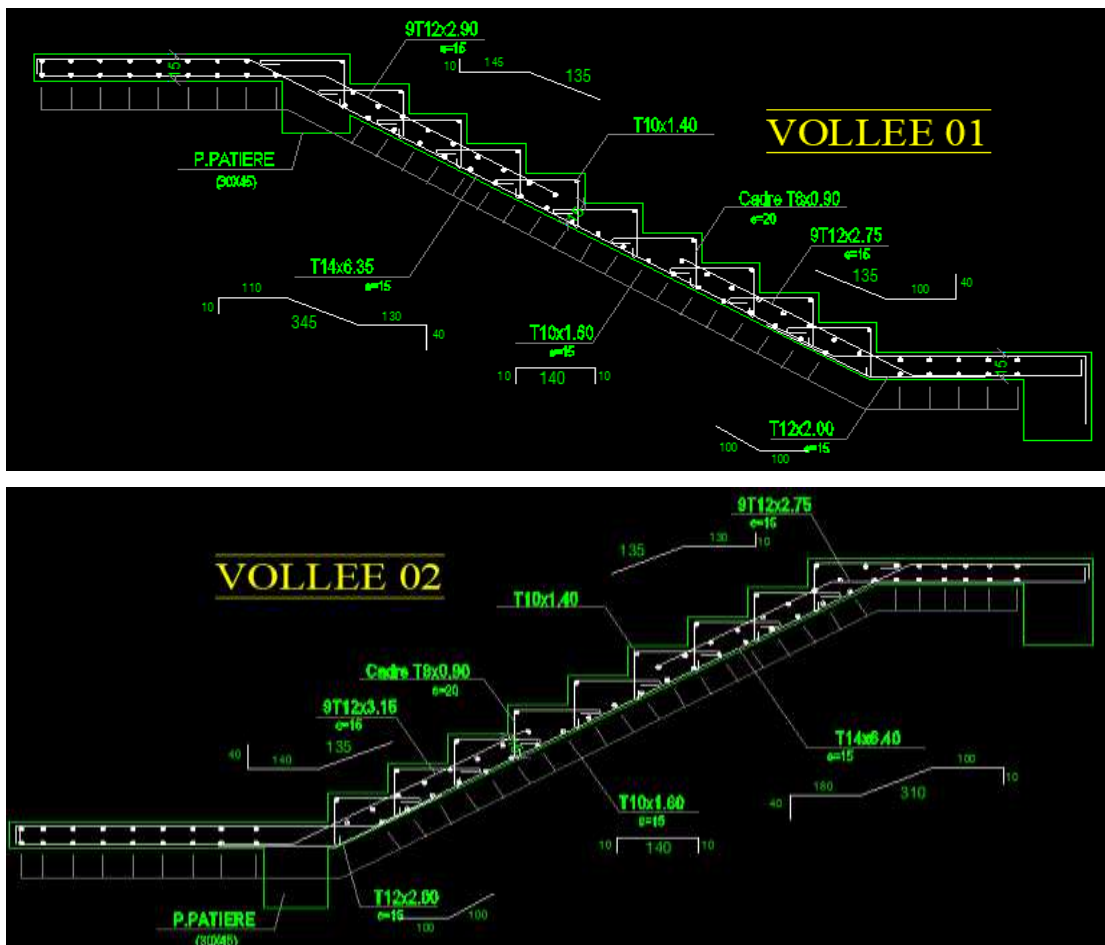 9T12x2.90
e=15
10 145 135
15
T10x1.40
VOLLEE 01
P.PATIERE
(30X45)
Cadre T8x0.90
e=20
9T12x2.75
e=15
135 100 40
T14x6.35
e=15
110
10 345 130 40
T10x1.60
e=15
10 140 10
15
T12x2.00
e=15
100 100
9T12x2.75
e=15
135 130 10
VOLLEE 02
T10x1.40
Cadre T8x0.90
e=20
9T12x3.15
e=15
40 140 135
T14x6.40
e=15
40 180 310 100 10
T10x1.60
e=15
10 140 10
T12x2.00
e=15
100 100
P.PATIERE
(30X45)